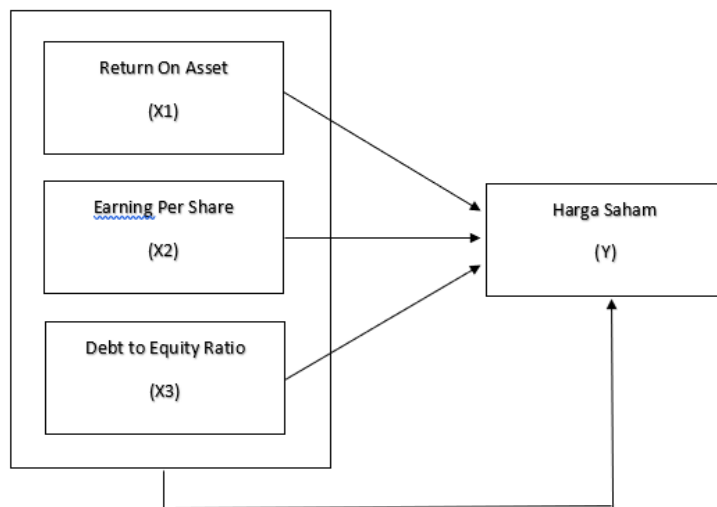 Return On Asset
(X1)
Earning Per Share
(X2)
Debt to Equity Ratio
(X3)
Harga Saham
(Y)